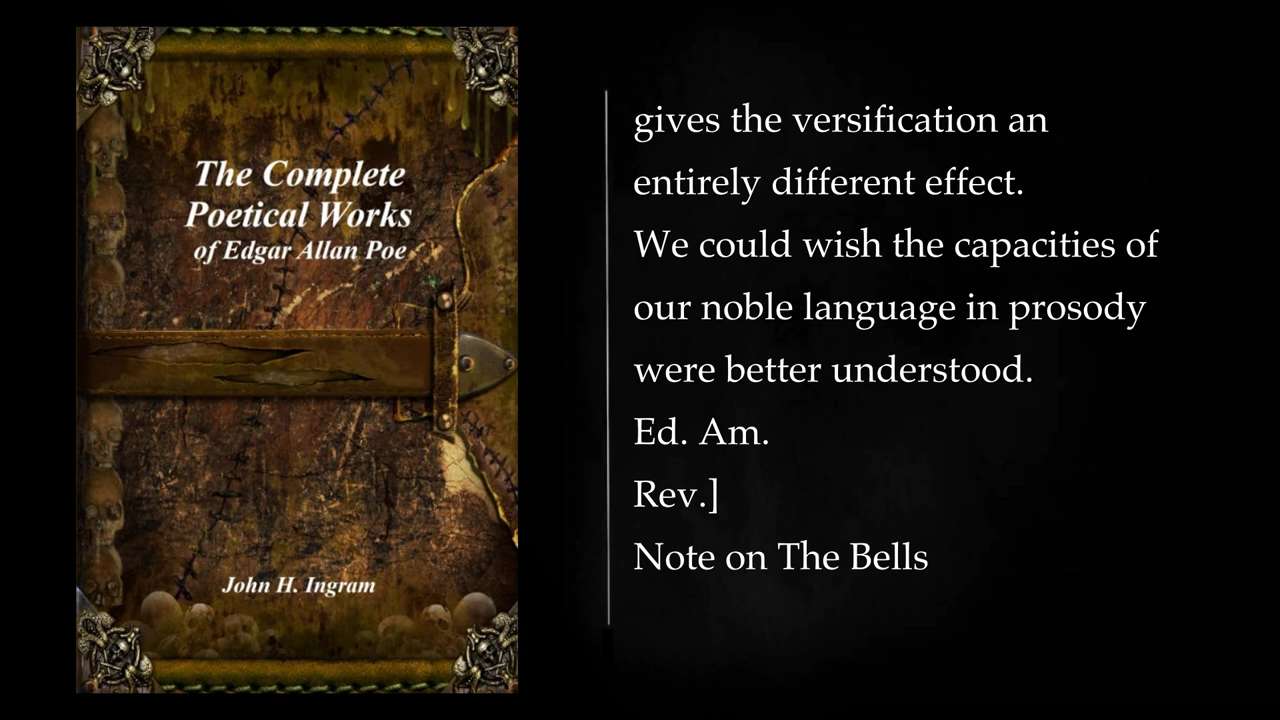 The Complete
Poetical Works
of Edgar Allan Poe
John H. Ingram
gives the versification an
entirely different effect.
We could wish the capacities of
our noble language in prosody
were better understood.
Ed. Am.
Rev.]
Note on The Bells